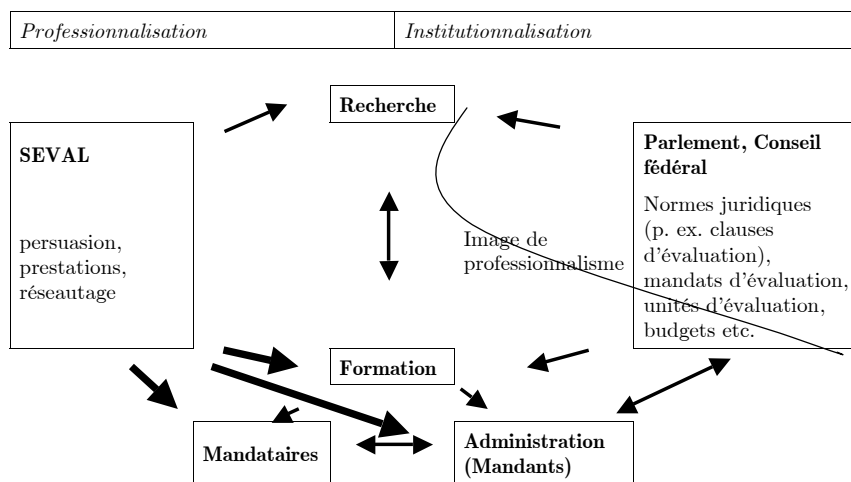 Professionnalisation
Institutionnalisation
Recherche
SEVAL
persuasion,
prestations,
réseautage
Parlement, Conseil
fédéral
Normes juridiques
(p. ex. clauses
d'évaluation),
mandats d'évaluation,
unités d'évaluation,
budgets etc.
Image de
professionnalisme
Formation
Mandataires
Administration
(Mandants)